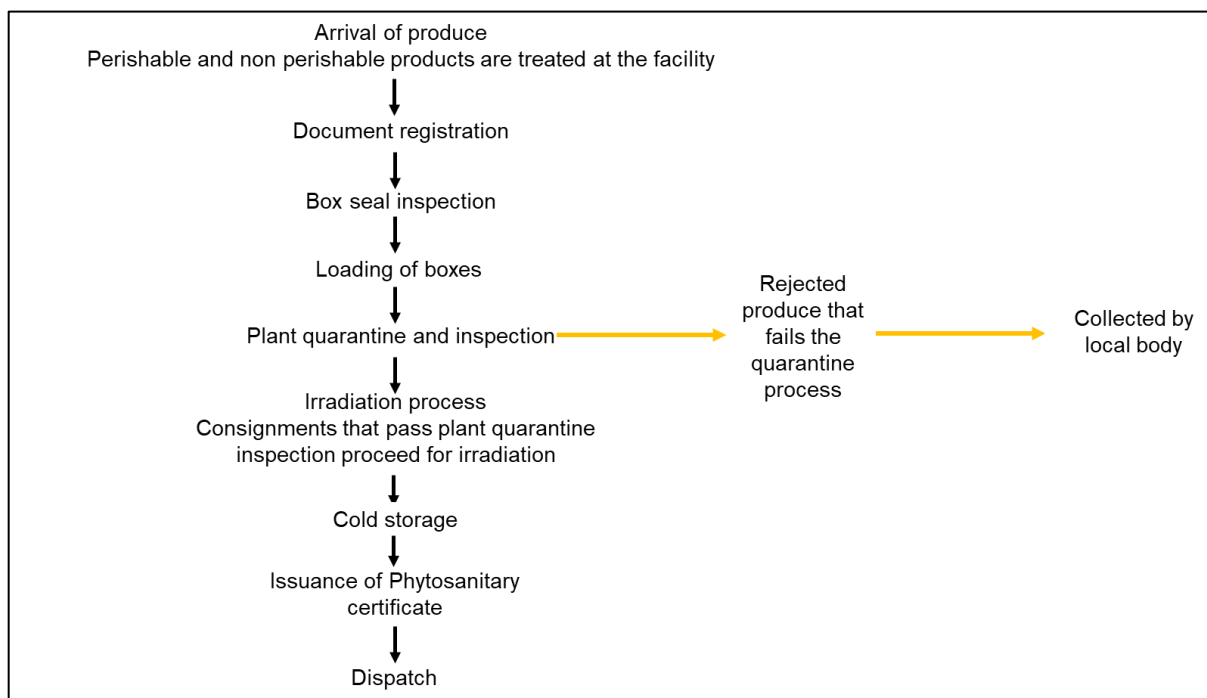 Arrival of produce
Perishable and non perishable products are treated at the facility
Document registration
Box seal inspection
Loading of boxes
Plant quarantine and inspection
Rejected
produce that
fails the
quarantine
process
Collected by
local body
Irradiation process
Consignments that pass plant quarantine
inspection proceed for irradiation
Cold storage
Issuance of Phytosanitary
certificate
Dispatch